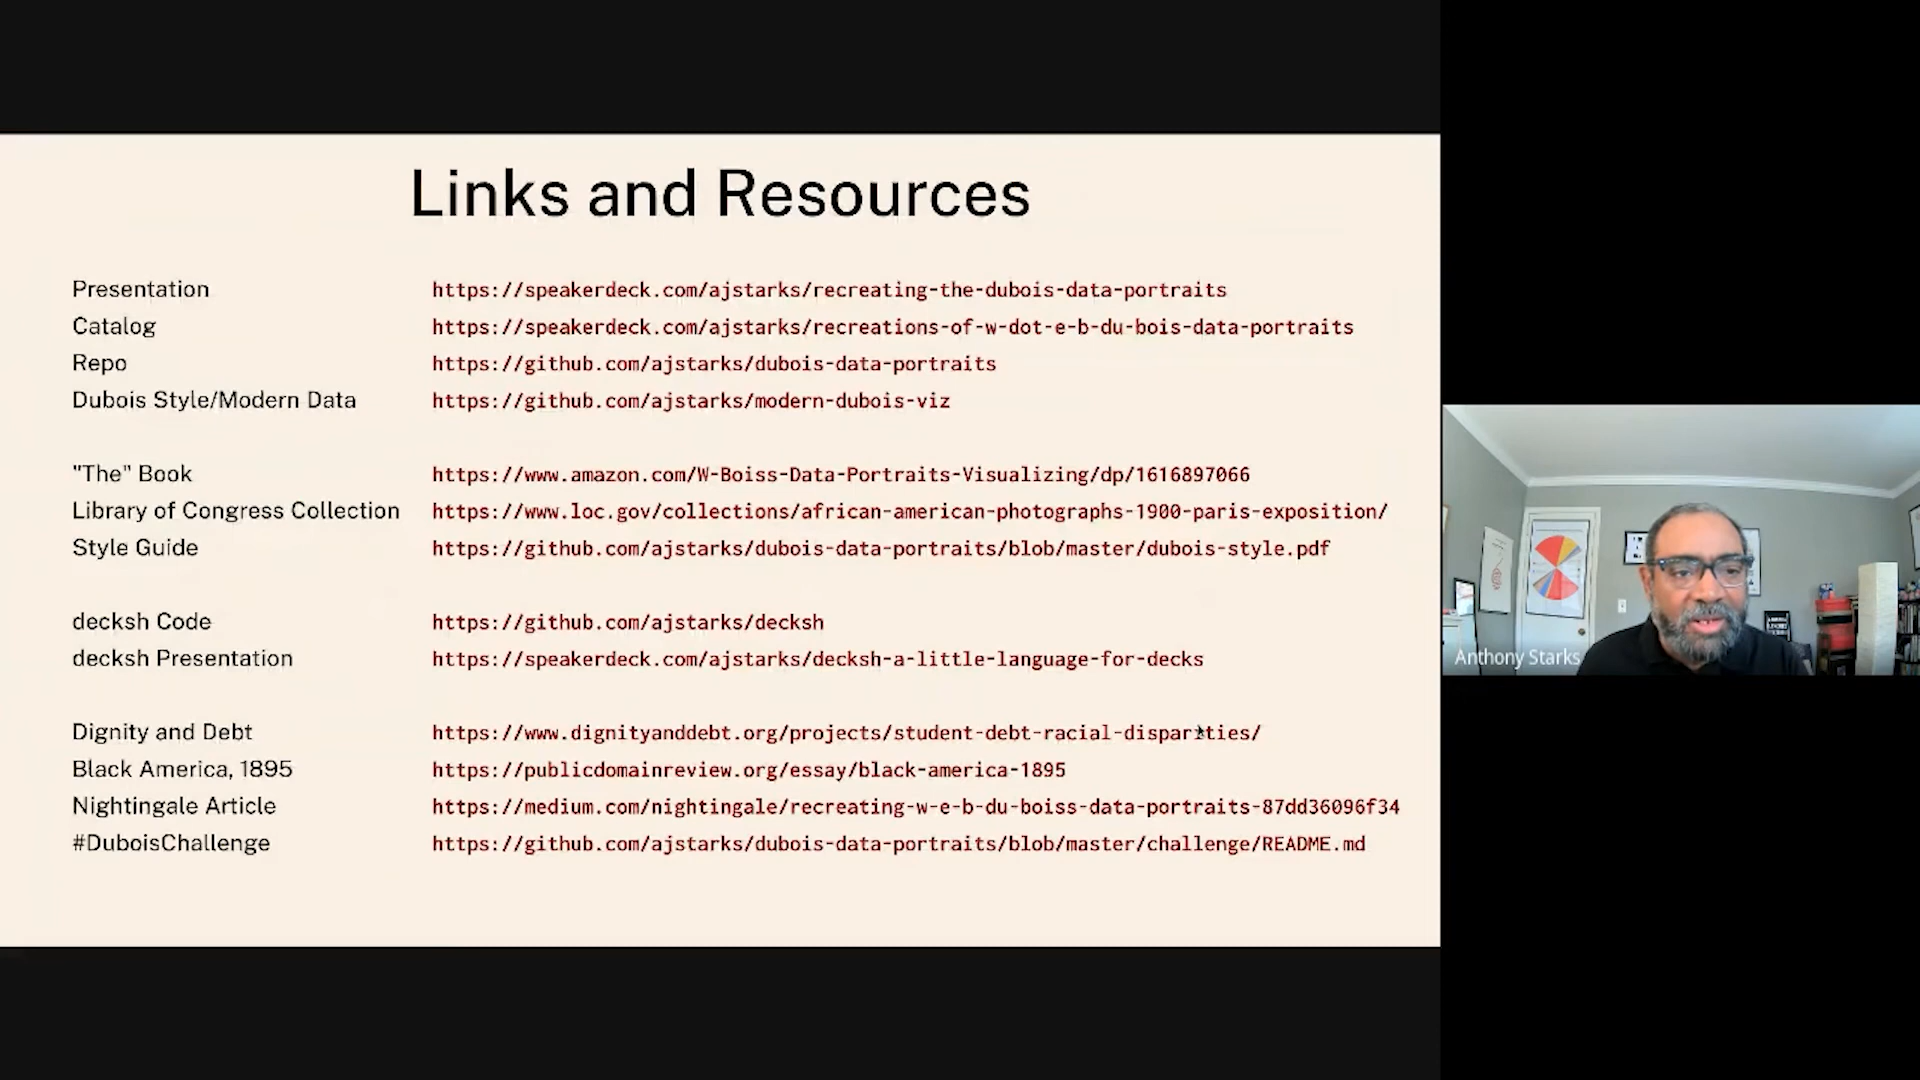 Links and Resources
Presentation https://speakerdeck.com/ajstarks/recreating-the-dubois-data-portraits
Catalog https://speakerdeck.com/ajstarks/recreations-of-w-dot-e-b-du-bois-data-portraits
Repo https://github.com/ajstarks/dubois-data-portraits
Dubois Style/Modern Data https://github.com/ajstarks/modern-dubois-viz
"The" Book https://www.amazon.com/W-Boiss-Data-Portraits-Visualizing/dp/1616897066
Library of Congress Collection https://www.loc.gov/collections/african-american-photographs-1900-paris-exposition/
Style Guide https://github.com/ajstarks/dubois-data-portraits/blob/master/dubois-style.pdf
decksh Code https://github.com/ajstarks/decksh
decksh Presentation https://speakerdeck.com/ajstarks/decksh-a-little-language-for-decks
Dignity and Debt https://www.dignityanddebt.org/projects/student-debt-racial-disparities/
Black America, 1895 https://publicdomainreview.org/essay/black-america-1895
Nightingale Article https://medium.com/nightingale/recreating-w-e-b-du-boiss-data-portraits-87dd36096f34
#DuboisChallenge https://github.com/ajstarks/dubois-data-portraits/blob/master/challenge/README.md
Anthony Starks